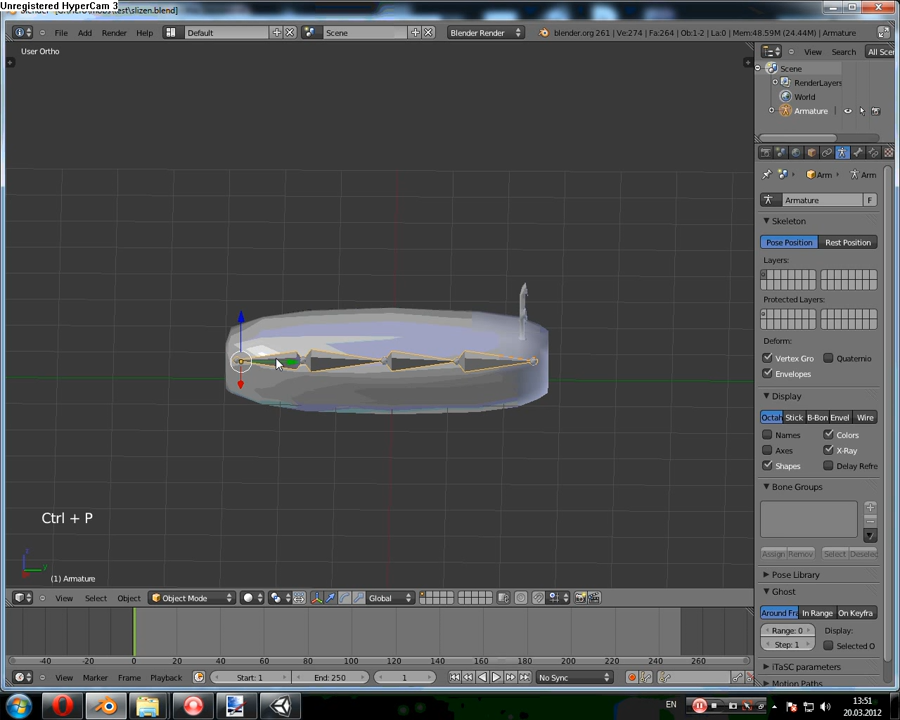 Unregistered HyperCam 3
test\slizen.blend]
File Add Render Help Default Scene Blender Render blender.org 261 | Ve:274 | Fa:264 | Ob:1-2 | La:0 | Mem:48.59M (24.44M) | Armature
User Ortho
View Search All Scen
Scene
RenderLayers
World
Armature
Arm Arm
Armature F
Skeleton
Pose Position Rest Position
Layers:
Protected Layers:
Deform:
Vertex Gro Quaternio
Envelopes
Display
Octah Stick B-Bon Envel Wire
Names Colors
Axes X-Ray
Shapes Delay Refre
Bone Groups
Assign Remov Select Deselec
Pose Library
Ghost
Around Fra In Range On Keyfra
Range: 0 Display:
Step: 1 Selected O
iTaSC parameters
Motion Paths
Ctrl + P
(1) Armature
View Select Object Object Mode Global
-40 -20 0 20 40 60 80 100 120 140 160 180 200 220 240 260
View Marker Frame Playback Start: 1 End: 250 1 No Sync
EN 13:51
20.03.2012